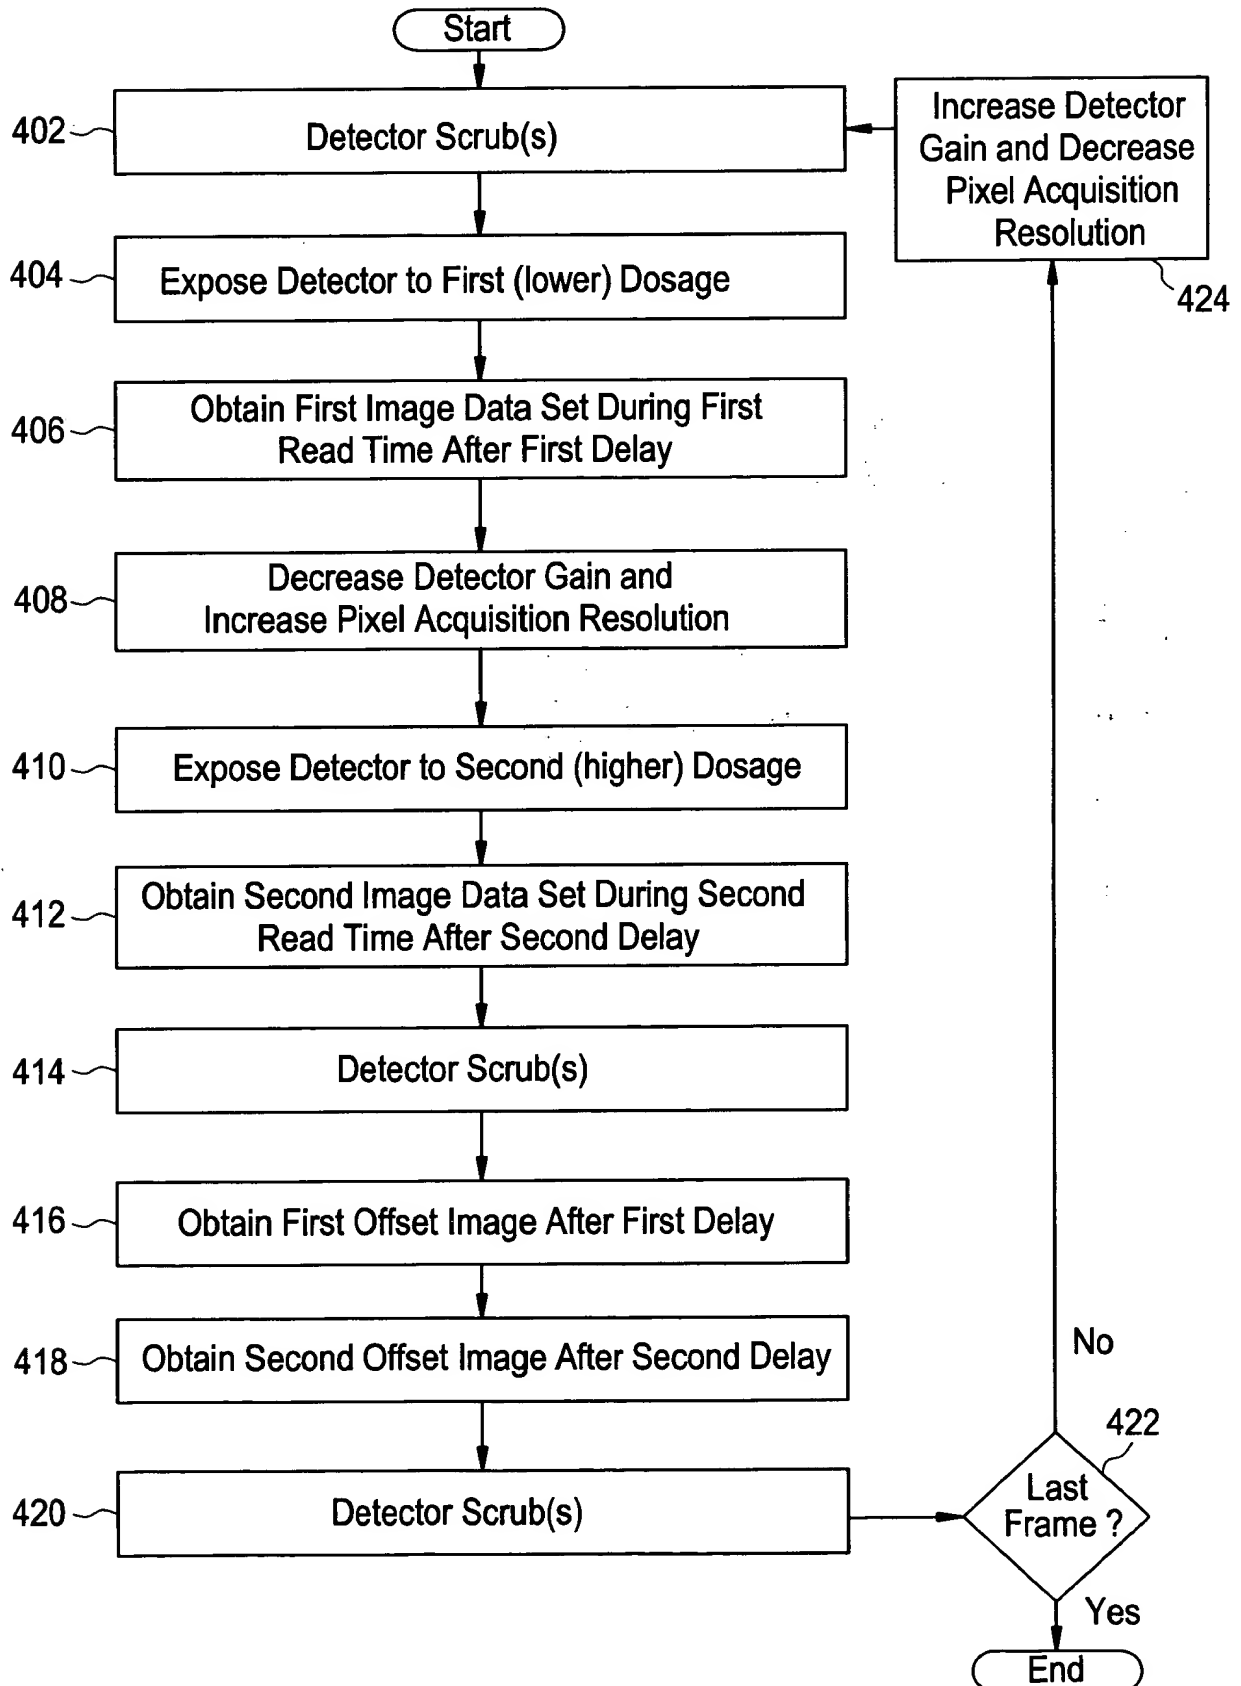 Start
402
Detector Scrub(s)
Increase Detector
Gain and Decrease
Pixel Acquisition
Resolution
424
404
Expose Detector to First (lower) Dosage
406
Obtain First Image Data Set During First
Read Time After First Delay
408
Decrease Detector Gain and
Increase Pixel Acquisition Resolution
410
Expose Detector to Second (higher) Dosage
412
Obtain Second Image Data Set During Second
Read Time After Second Delay
414
Detector Scrub(s)
416
Obtain First Offset Image After First Delay
418
Obtain Second Offset Image After Second Delay
No
422
420
Detector Scrub(s)
Last
Frame ?
Yes
End